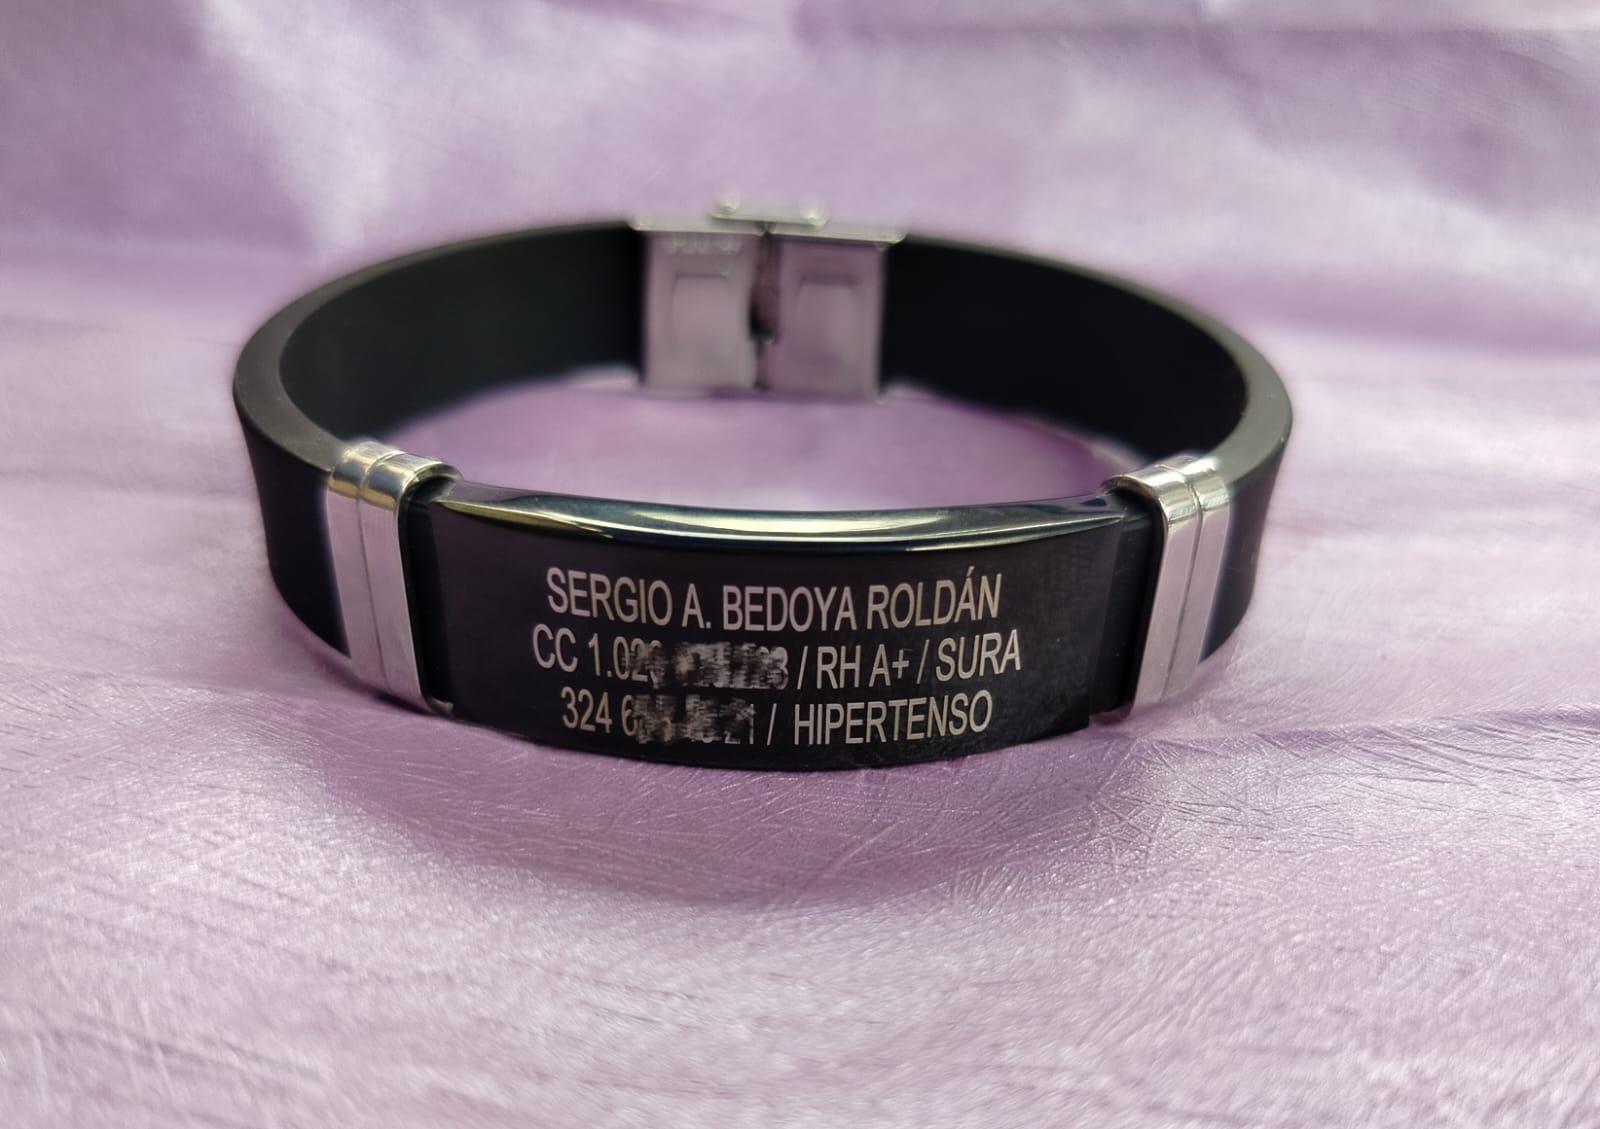 SERGIO A. BEDOYA ROLDÁN
CC / RH A+ / SURA
324 / HIPERTENSO